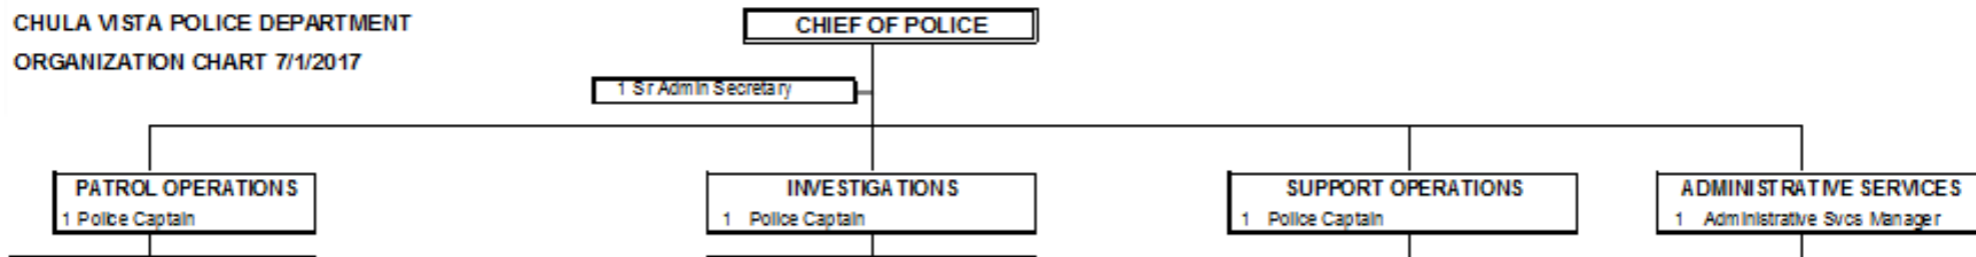 CHULA VISTA POLICE DEPARTMENT
ORGANIZATION CHART 7/1/2017
CHIEF OF POLICE
1 Sr Admin Secretary
PATROL OPERATIONS
1 Police Captain
INVESTIGATIONS
1 Police Captain
SUPPORT OPERATIONS
1 Police Captain
ADMINISTRATIVE SERVICES
1 Administrative Svcs Manager